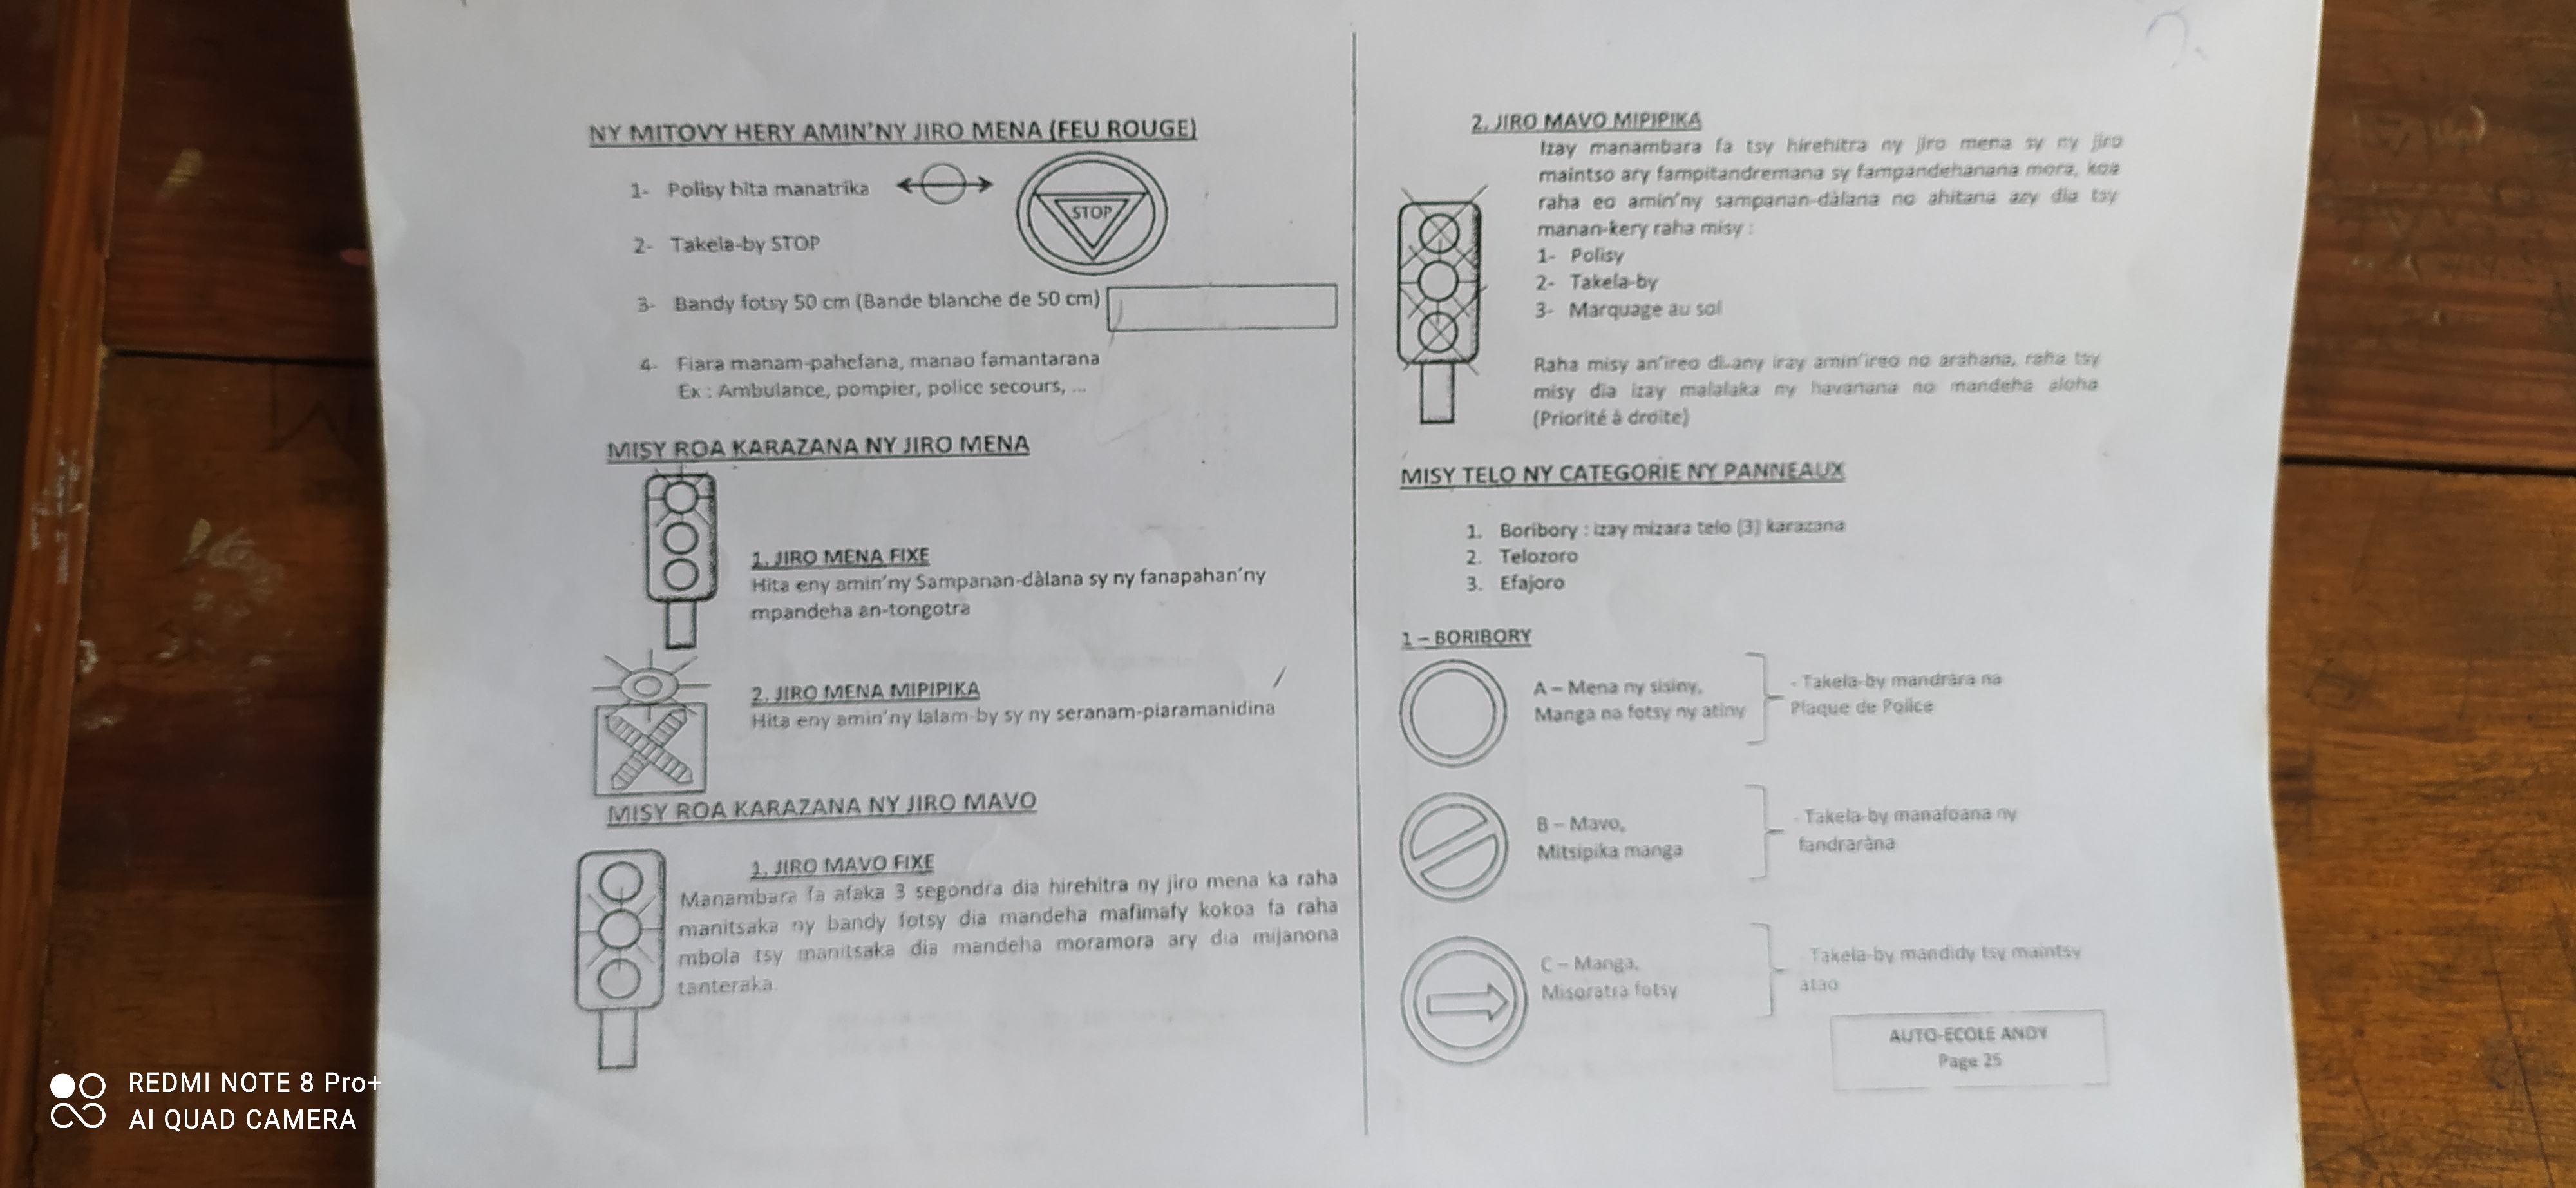 NY MITOVY HERY AMIN'NY JIRO MENA (FEU ROUGE)
1- Polisy hita manatrika
STOP
2- Takela-by STOP
3- Bandy fotsy 50 cm (Bande blanche de 50 cm)
4- Fiara manam-pahefana, manao famantarana
Ex : Ambulance, pompier, police secours, ...
MISY ROA KARAZANA NY JIRO MENA
1. JIRO MENA FIXE
Hita eny amin'ny Sampanan-dàlana sy ny fanapahan'ny
mpandeha an-tongotra
2. JIRO MENA MIPIPIKA
Hita eny amin'ny lalam-by sy ny seranam-piaramanidina
MISY ROA KARAZANA NY JIRO MAVO
1. JIRO MAVO FIXE
Manambara fa afaka 3 segondra dia hirehitra ny jiro mena ka raha
manitsaka ny bandy fotsy dia mandeha mafimafy kokoa fa raha
mbola tsy manitsaka dia mandeha moramora ary dia mijanona
tanteraka.
2. JIRO MAVO MIPIPIKA
Izay manambara fa tsy hirehitra ny jiro mena sy ny jiro
maintso ary fampitandremana sy fampandehanana mora, koa
raha eo amin'ny sampanan-dàlana no ahitana azy dia tsy
manan-kery raha misy :
1- Polisy
2- Takela-by
3- Marquage au sol
Raha misy an'ireo iray amin'ireo no arahana, raha tsy
misy dia izay malalaka ny havanana no mandeha aloha
(Priorité à droite)
MISY TELO NY CATEGORIE NY PANNEAUX
1. Boribory : izay mizara telo (3) karazana
2. Telozoro
3. Efajoro
1 – BORIBORY
A – Mena ny sisiny,
Manga na fotsy ny atiny
- Takela-by mandràra na
Plaque de Police
B – Mavo,
Mitsipika manga
- Takela-by manafoana ny
fandraràna
C – Manga,
Misoratra fotsy
Takela-by mandidy tsy maintsy
atao
AUTO-ECOLE ANDY
Page 25
REDMI NOTE 8 Pro+
AI QUAD CAMERA